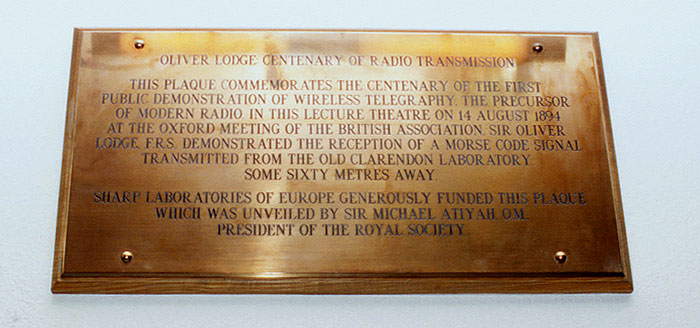 OLIVER LODGE CENTENARY OF RADIO TRANSMISSION
THIS PLAQUE COMMEMORATES THE CENTENARY OF THE FIRST
PUBLIC DEMONSTRATION OF WIRELESS TELEGRAPHY, THE PRECURSOR
OF MODERN RADIO. IN THIS LECTURE THEATRE ON 14 AUGUST 1894
AT THE OXFORD MEETING OF THE BRITISH ASSOCIATION, SIR OLIVER
LODGE, F.R.S. DEMONSTRATED THE RECEPTION OF A MORSE CODE SIGNAL
TRANSMITTED FROM THE OLD CLARENDON LABORATORY
SOME SIXTY METRES AWAY.
SHARP LABORATORIES OF EUROPE GENEROUSLY FUNDED THIS PLAQUE
WHICH WAS UNVEILED BY SIR MICHAEL ATIYAH, O.M.
PRESIDENT OF THE ROYAL SOCIETY